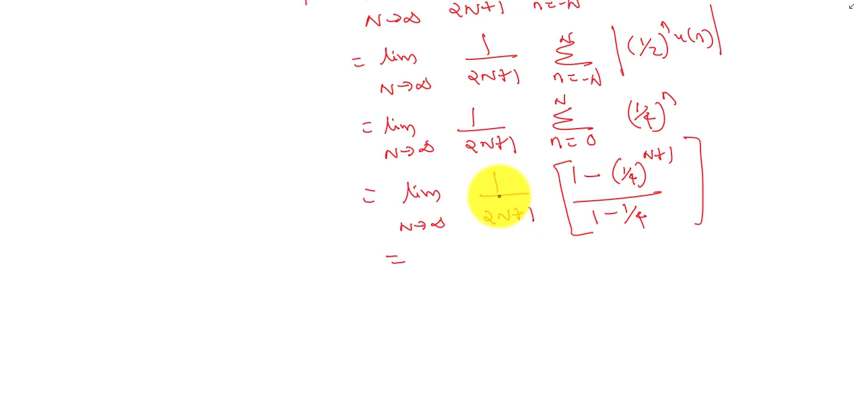 N→∞ 2N+1 n=-N
= lim N→∞ 1/(2N+1) Σ_{n=-N}^{N} |(1/2)^n u(n)|
= lim N→∞ 1/(2N+1) Σ_{n=0}^{N} (1/4)^n
= lim N→∞ 1/(2N+1) [(1-(1/4)^{N+1})/(1-1/4)]
=